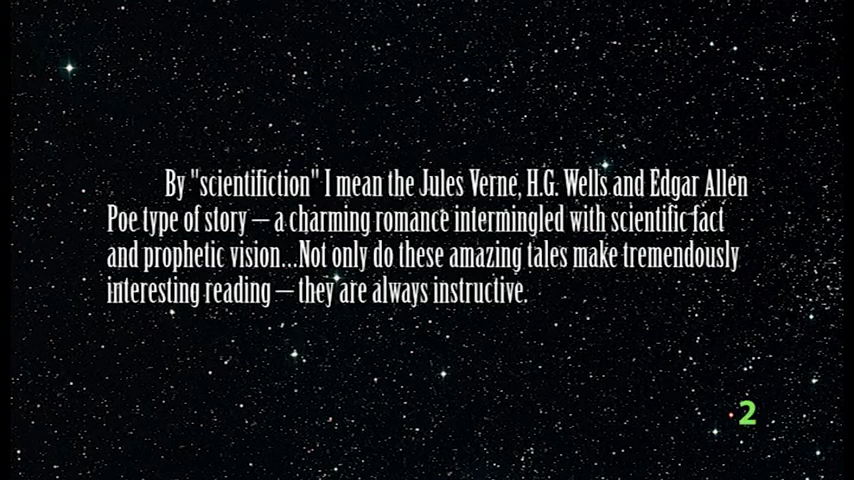 By "scientifiction" I mean the Jules Verne, H.G. Wells and Edgar Allen
Poe type of story – a charming romance intermingled with scientific fact
and prophetic vision...Not only do these amazing tales make tremendously
interesting reading – they are always instructive.
2